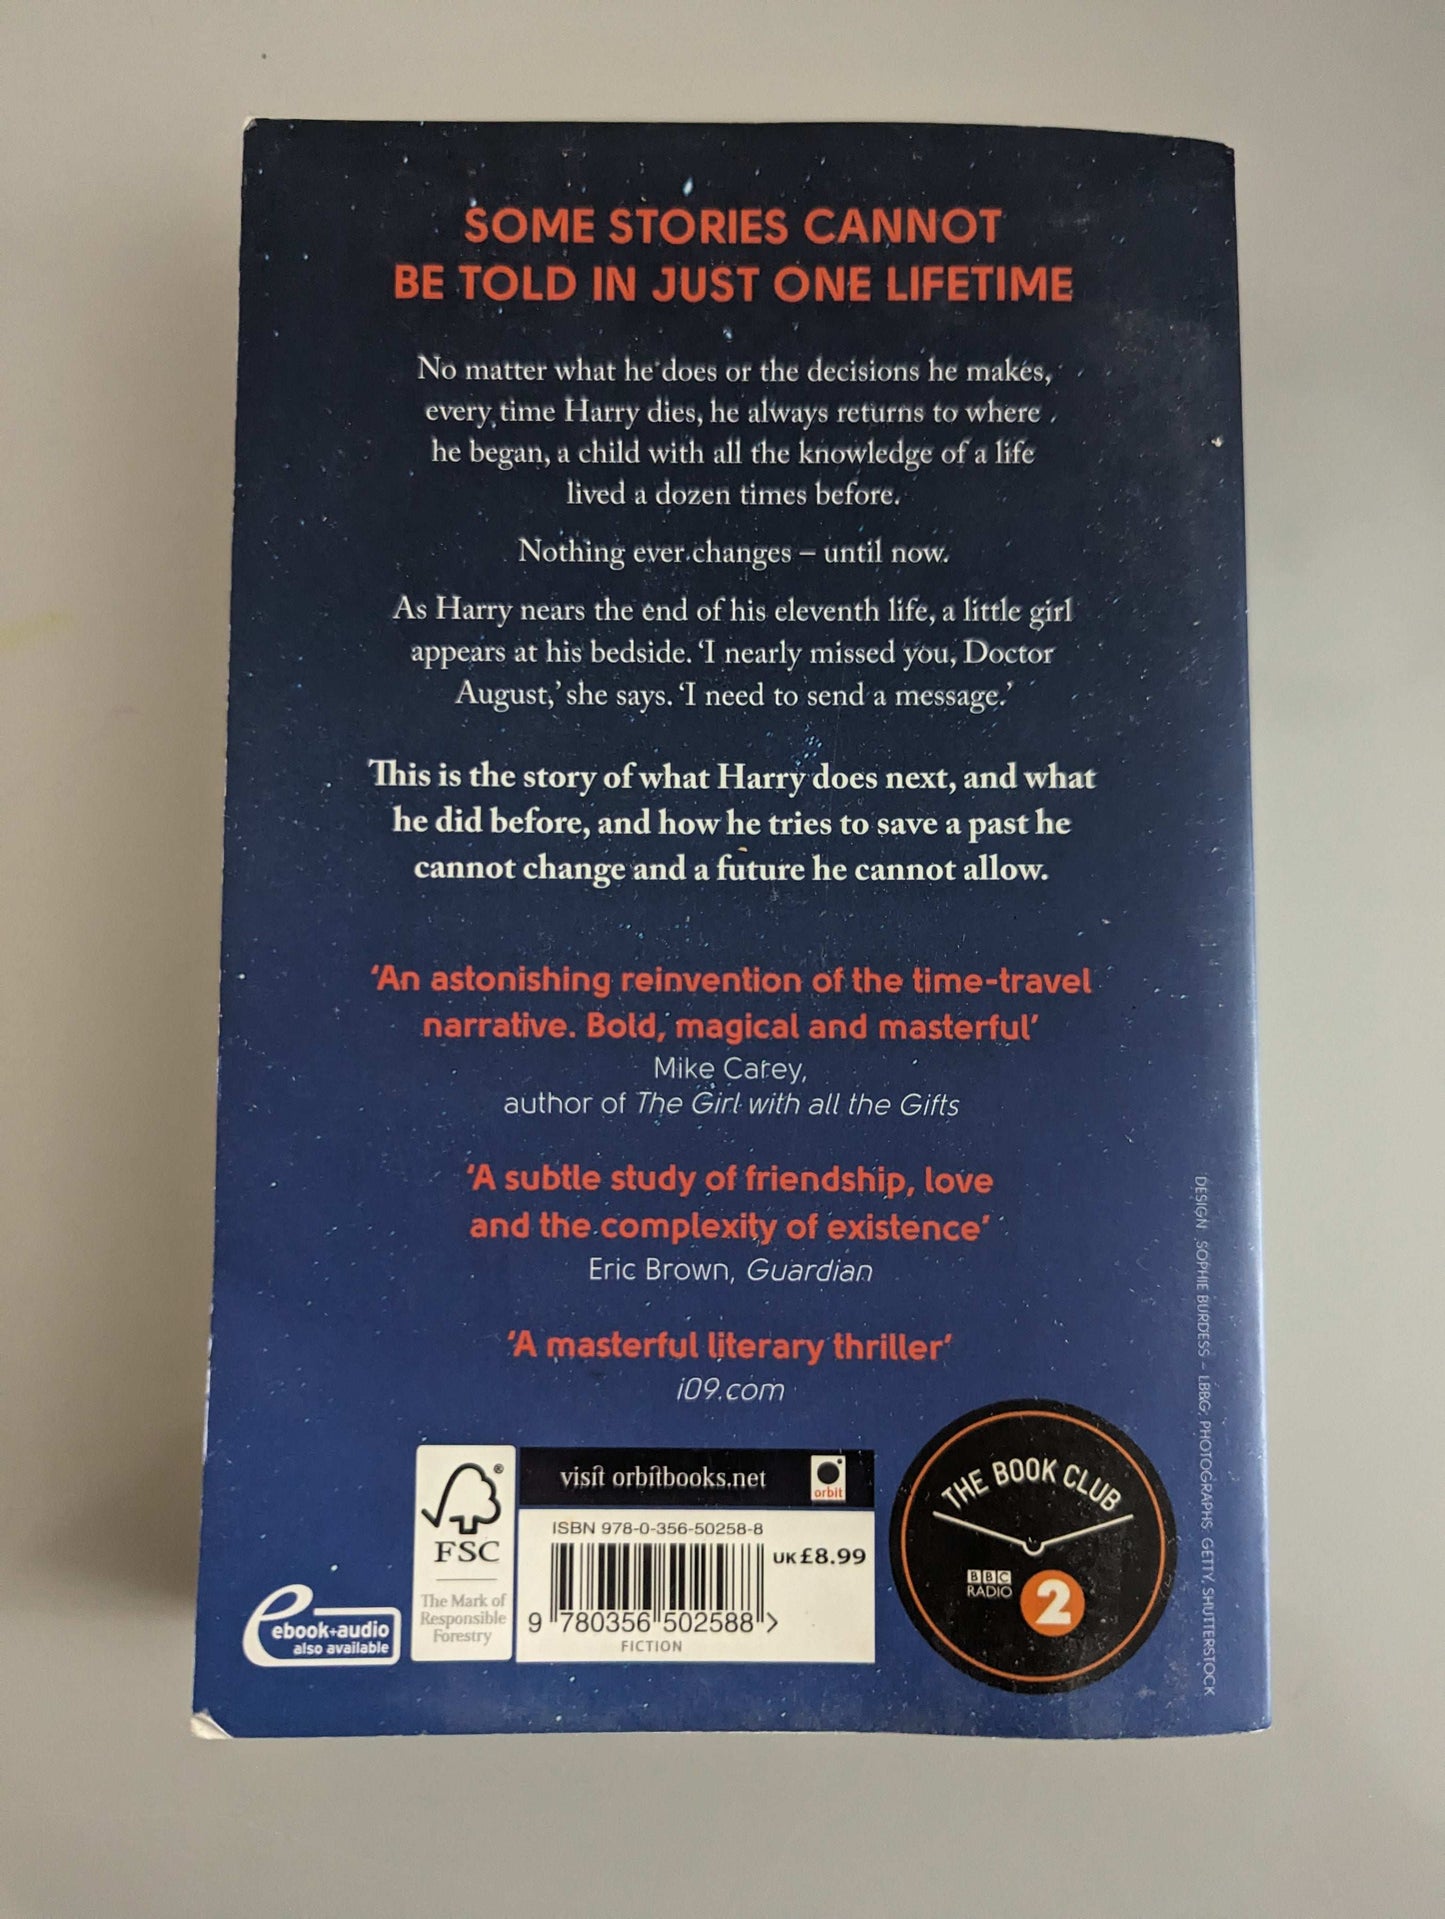 SOME STORIES CANNOT
BE TOLD IN JUST ONE LIFETIME
No matter what he does or the decisions he makes,
every time Harry dies, he always returns to where
he began, a child with all the knowledge of a life
lived a dozen times before.
Nothing ever changes – until now.
As Harry nears the end of his eleventh life, a little girl
appears at his bedside. ‘I nearly missed you, Doctor
August,’ she says. ‘I need to send a message.’
This is the story of what Harry does next, and what
he did before, and how he tries to save a past he
cannot change and a future he cannot allow.
‘An astonishing reinvention of the time-travel
narrative. Bold, magical and masterful’
Mike Carey,
author of The Girl with all the Gifts
‘A subtle study of friendship, love
and the complexity of existence’
Eric Brown, Guardian
‘A masterful literary thriller’
i09.com
ebook+audio
also available
FSC
®
The Mark of
Responsible
Forestry
visit orbitbooks.net
orbit
ISBN 978-0-356-50258-8
UK £8.99
9 780356 502588 >
FICTION
THE BOOK CLUB
BBC
RADIO
2
DESIGN: SOPHIE BURDESS – LBBG; PHOTOGRAPHS: GETTY, SHUTTERSTOCK